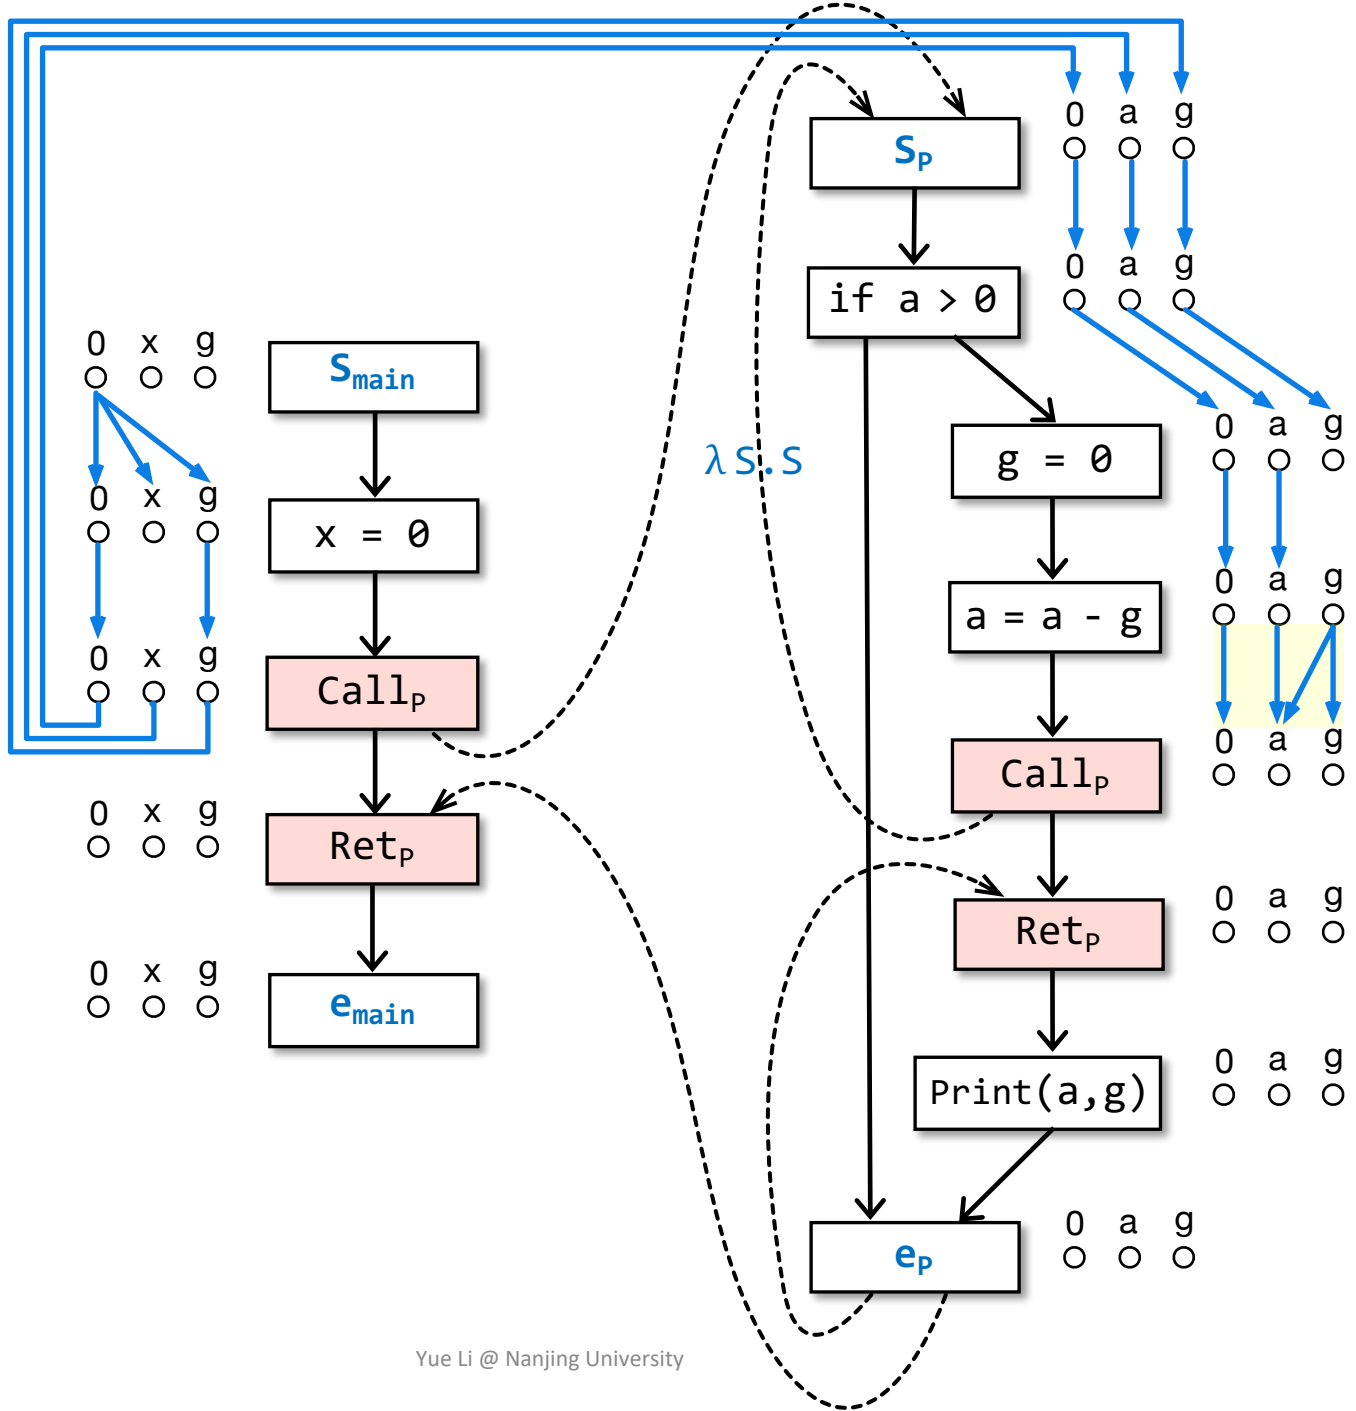 0 a g
S_P
0 a g
if a > 0
0 x g
S_main
0 a g
λS.S
g = 0
0 x g
x = 0
0 a g
a = a - g
0 x g
Call_P
0 a g
Call_P
0 x g
Ret_P
0 a g
Ret_P
0 x g
e_main
0 a g
Print(a,g)
0 a g
e_P
Yue Li @ Nanjing University